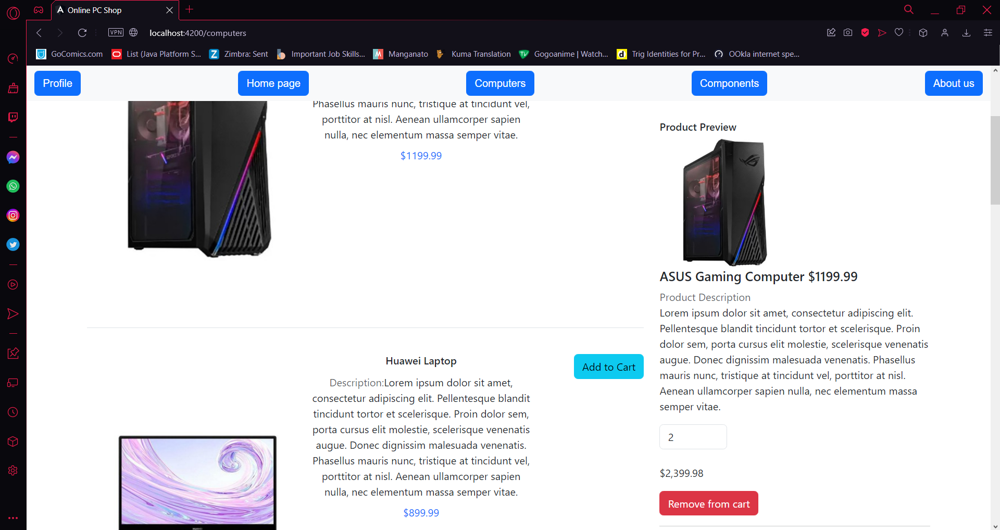 Online PC Shop
VPN
localhost:4200/computers
GoComics.com
List (Java Platform S...
Zimbra: Sent
Important Job Skills...
Manganato
Kuma Translation
Gogoanime | Watch...
Trig Identities for Pr...
OOkla internet spe...
Profile
Home page
Computers
Components
About us
Phasellus mauris nunc, tristique at tincidunt vel,
porttitor at nisl. Aenean ullamcorper sapien
nulla, nec elementum massa semper vitae.
$1199.99
Huawei Laptop
Add to Cart
Description:Lorem ipsum dolor sit amet,
consectetur adipiscing elit. Pellentesque blandit
tincidunt tortor et scelerisque. Proin dolor sem,
porta cursus elit molestie, scelerisque venenatis
augue. Donec dignissim malesuada venenatis.
Phasellus mauris nunc, tristique at tincidunt vel,
porttitor at nisl. Aenean ullamcorper sapien
nulla, nec elementum massa semper vitae.
$899.99
HUAWEI
Product Preview
ASUS Gaming Computer $1199.99
Product Description
Lorem ipsum dolor sit amet, consectetur adipiscing elit.
Pellentesque blandit tincidunt tortor et scelerisque. Proin
dolor sem, porta cursus elit molestie, scelerisque venenatis
augue. Donec dignissim malesuada venenatis. Phasellus
mauris nunc, tristique at tincidunt vel, porttitor at nisl.
Aenean ullamcorper sapien nulla, nec elementum massa
semper vitae.
2
$2,399.98
Remove from cart